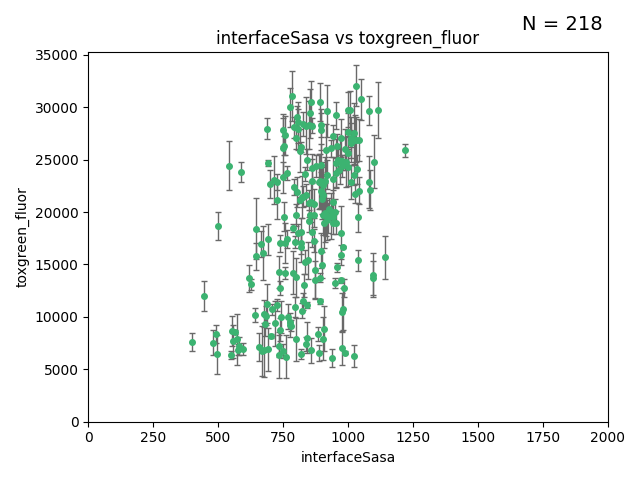 N = 218
interfaceSasa vs toxgreen_fluor
toxgreen_fluor
35000
30000
25000
20000
15000
10000
5000
0
0 250 500 750 1000 1250 1500 1750 2000
interfaceSasa